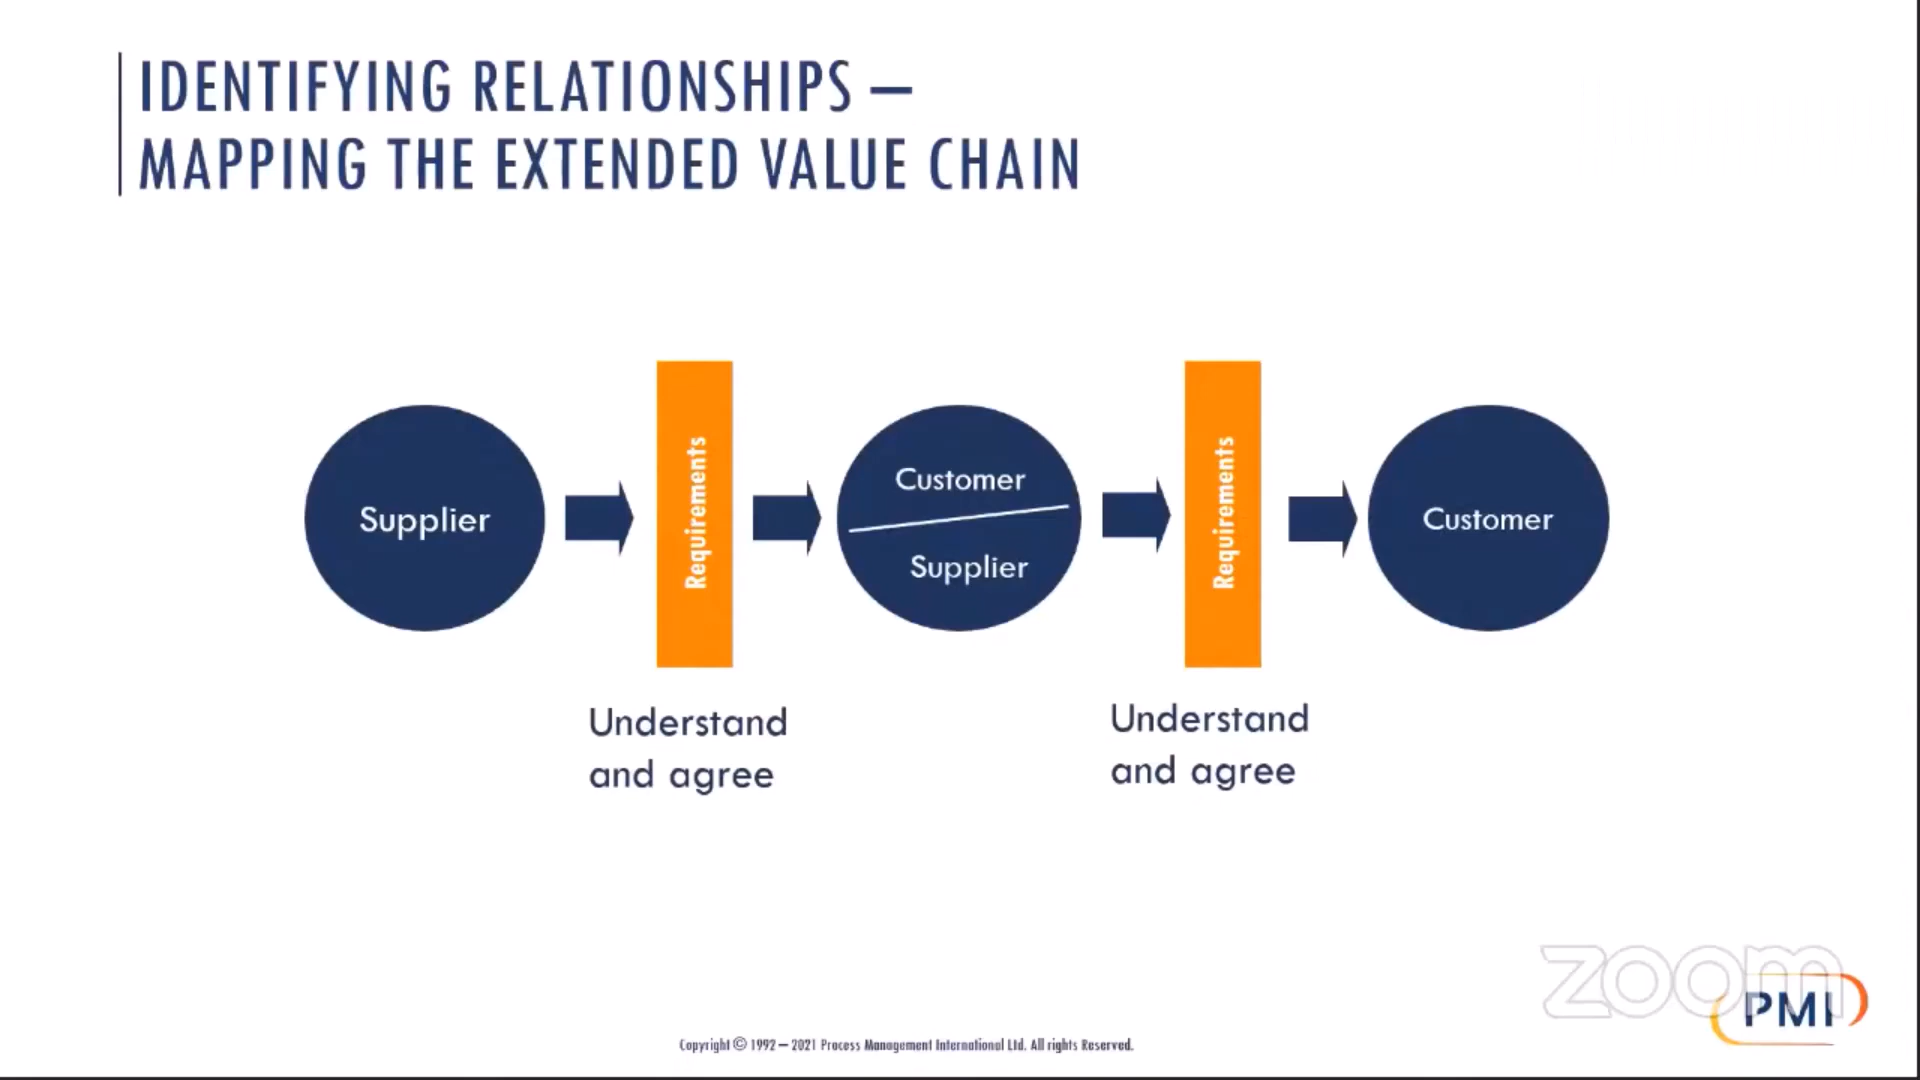 IDENTIFYING RELATIONSHIPS –
MAPPING THE EXTENDED VALUE CHAIN
Supplier
Requirements
Customer
Supplier
Requirements
Customer
Understand
and agree
Understand
and agree
zoom
PMI
Copyright © 1992 – 2021 Process Management International Ltd. All rights Reserved.